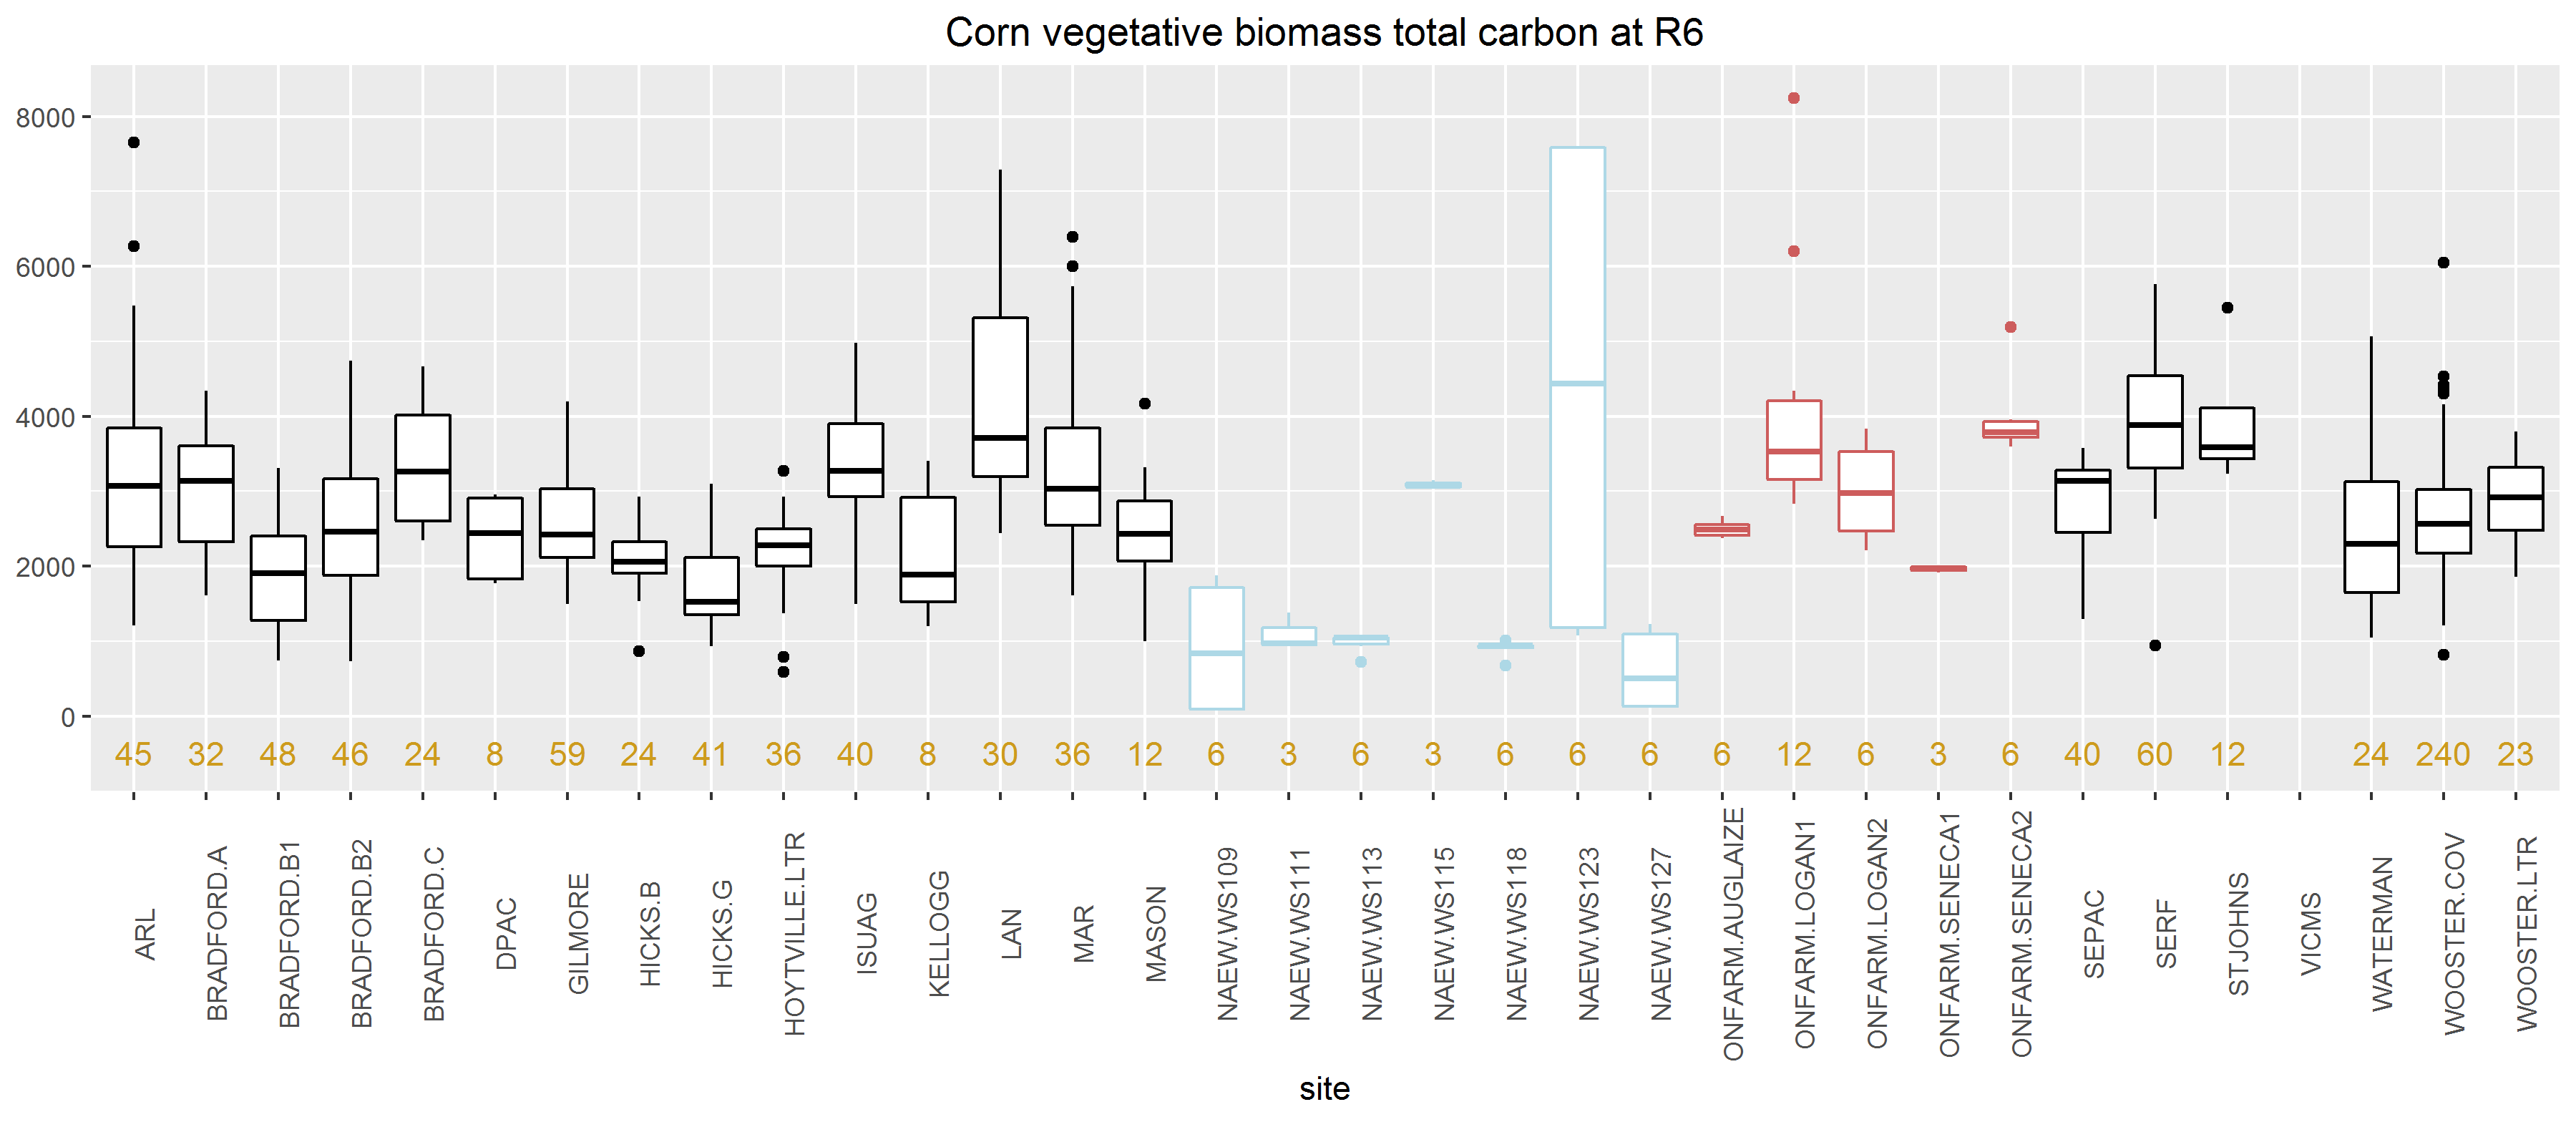 Corn vegetative biomass total carbon at R6
8000
6000
4000
2000
0
45 32 48 46 24 8 59 24 41 36 40 8 30 36 12 6 3 6 3 6 6 6 6 12 6 3 6 40 60 12 24 240 23
ARL
BRADFORD.A
BRADFORD.B1
BRADFORD.B2
BRADFORD.C
DPAC
GILMORE
HICKS.B
HICKS.G
HOYTVILLE.LTR
ISUAG
KELLOGG
LAN
MAR
MASON
NAEW.WS109
NAEW.WS111
NAEW.WS113
NAEW.WS115
NAEW.WS118
NAEW.WS123
NAEW.WS127
ONFARM.AUGLAIZE
ONFARM.LOGAN1
ONFARM.LOGAN2
ONFARM.SENECA1
ONFARM.SENECA2
SEPAC
SERF
STJOHNS
VICMS
WATERMAN
WOOSTER.COV
WOOSTER.LTR
site